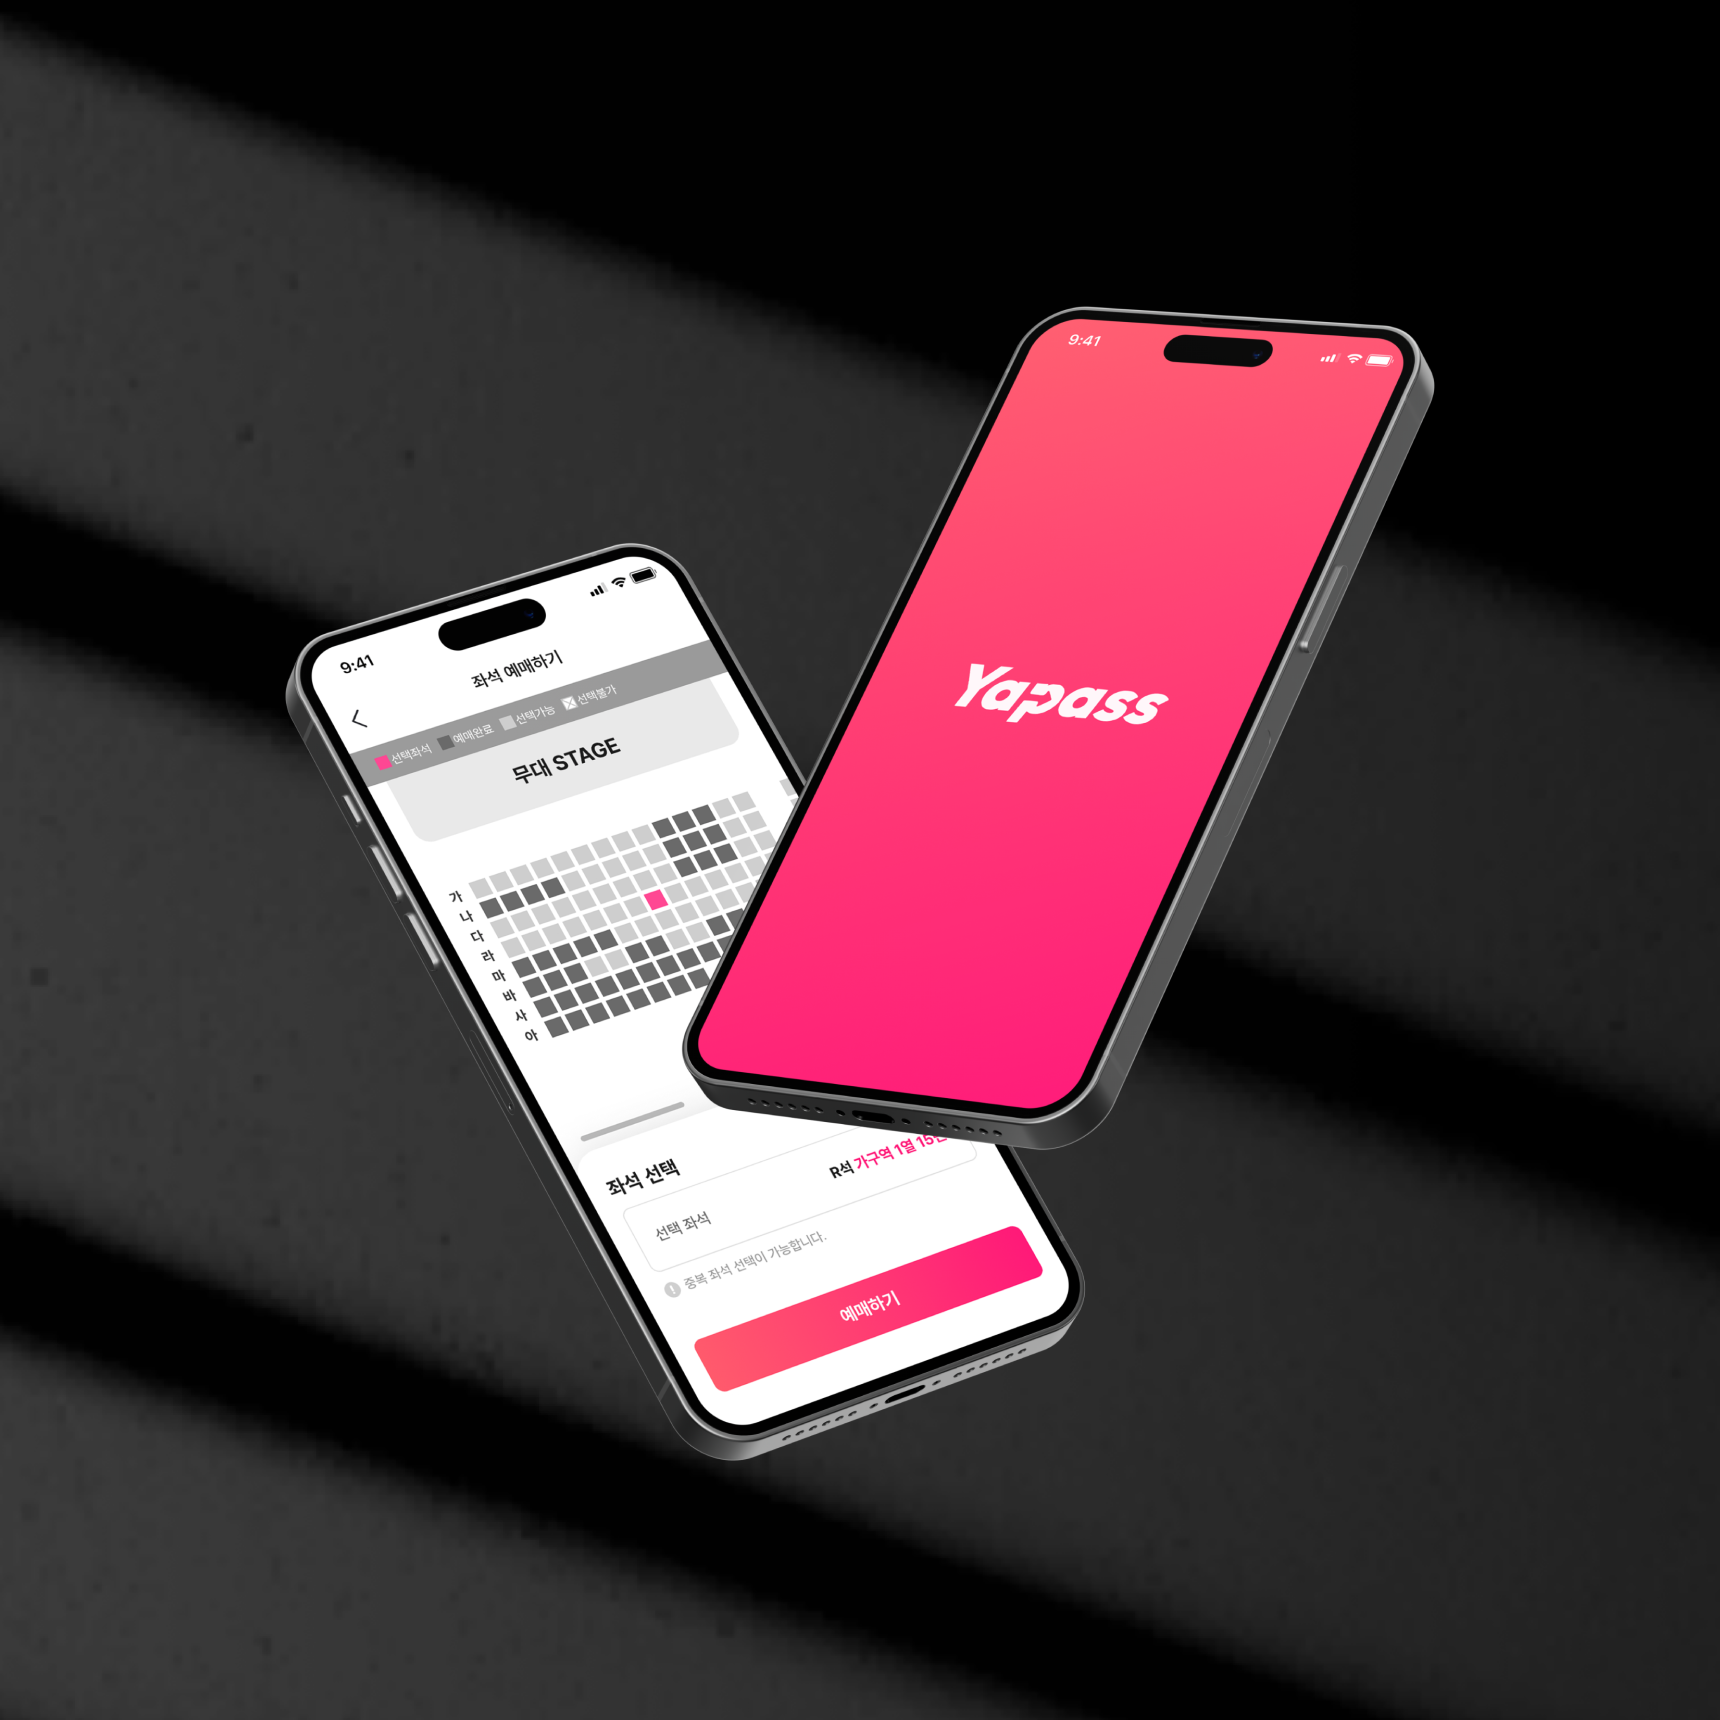 9:41
좌석 예매하기
선택좌석 예매완료 선택가능 선택불가
무대 STAGE
가
나
다
라
마
바
사
아
좌석 선택
선택 좌석
R석 가구역 1열 15
중복 좌석 선택이 가능합니다.
예매하기
9:41
Yapass